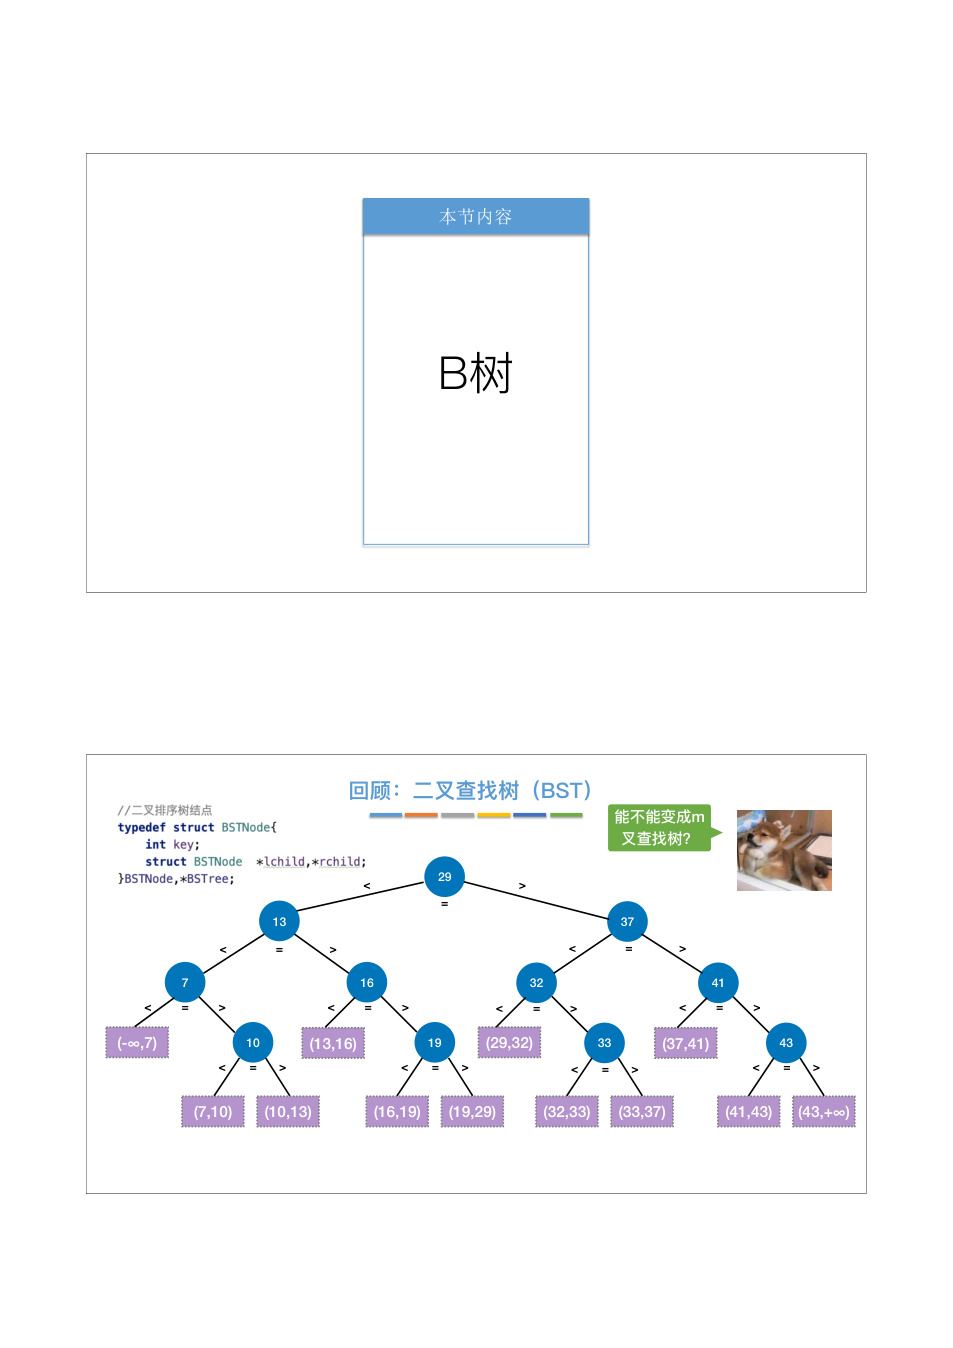 本节内容
B树
回顾：二叉查找树（BST）
//二叉排序树结点
typedef struct BSTNode{
int key;
struct BSTNode *lchild,*rchild;
}BSTNode,*BSTree;
能不能变成m
叉查找树？
29
< = >
13 37
< = > < = >
7 16 32 41
< = > < = > < = > < = >
(-∞,7) 10 (13,16) 19 (29,32) 33 (37,41) 43
< = > < = > < = > < = >
(7,10) (10,13) (16,19) (19,29) (32,33) (33,37) (41,43) (43,+∞)